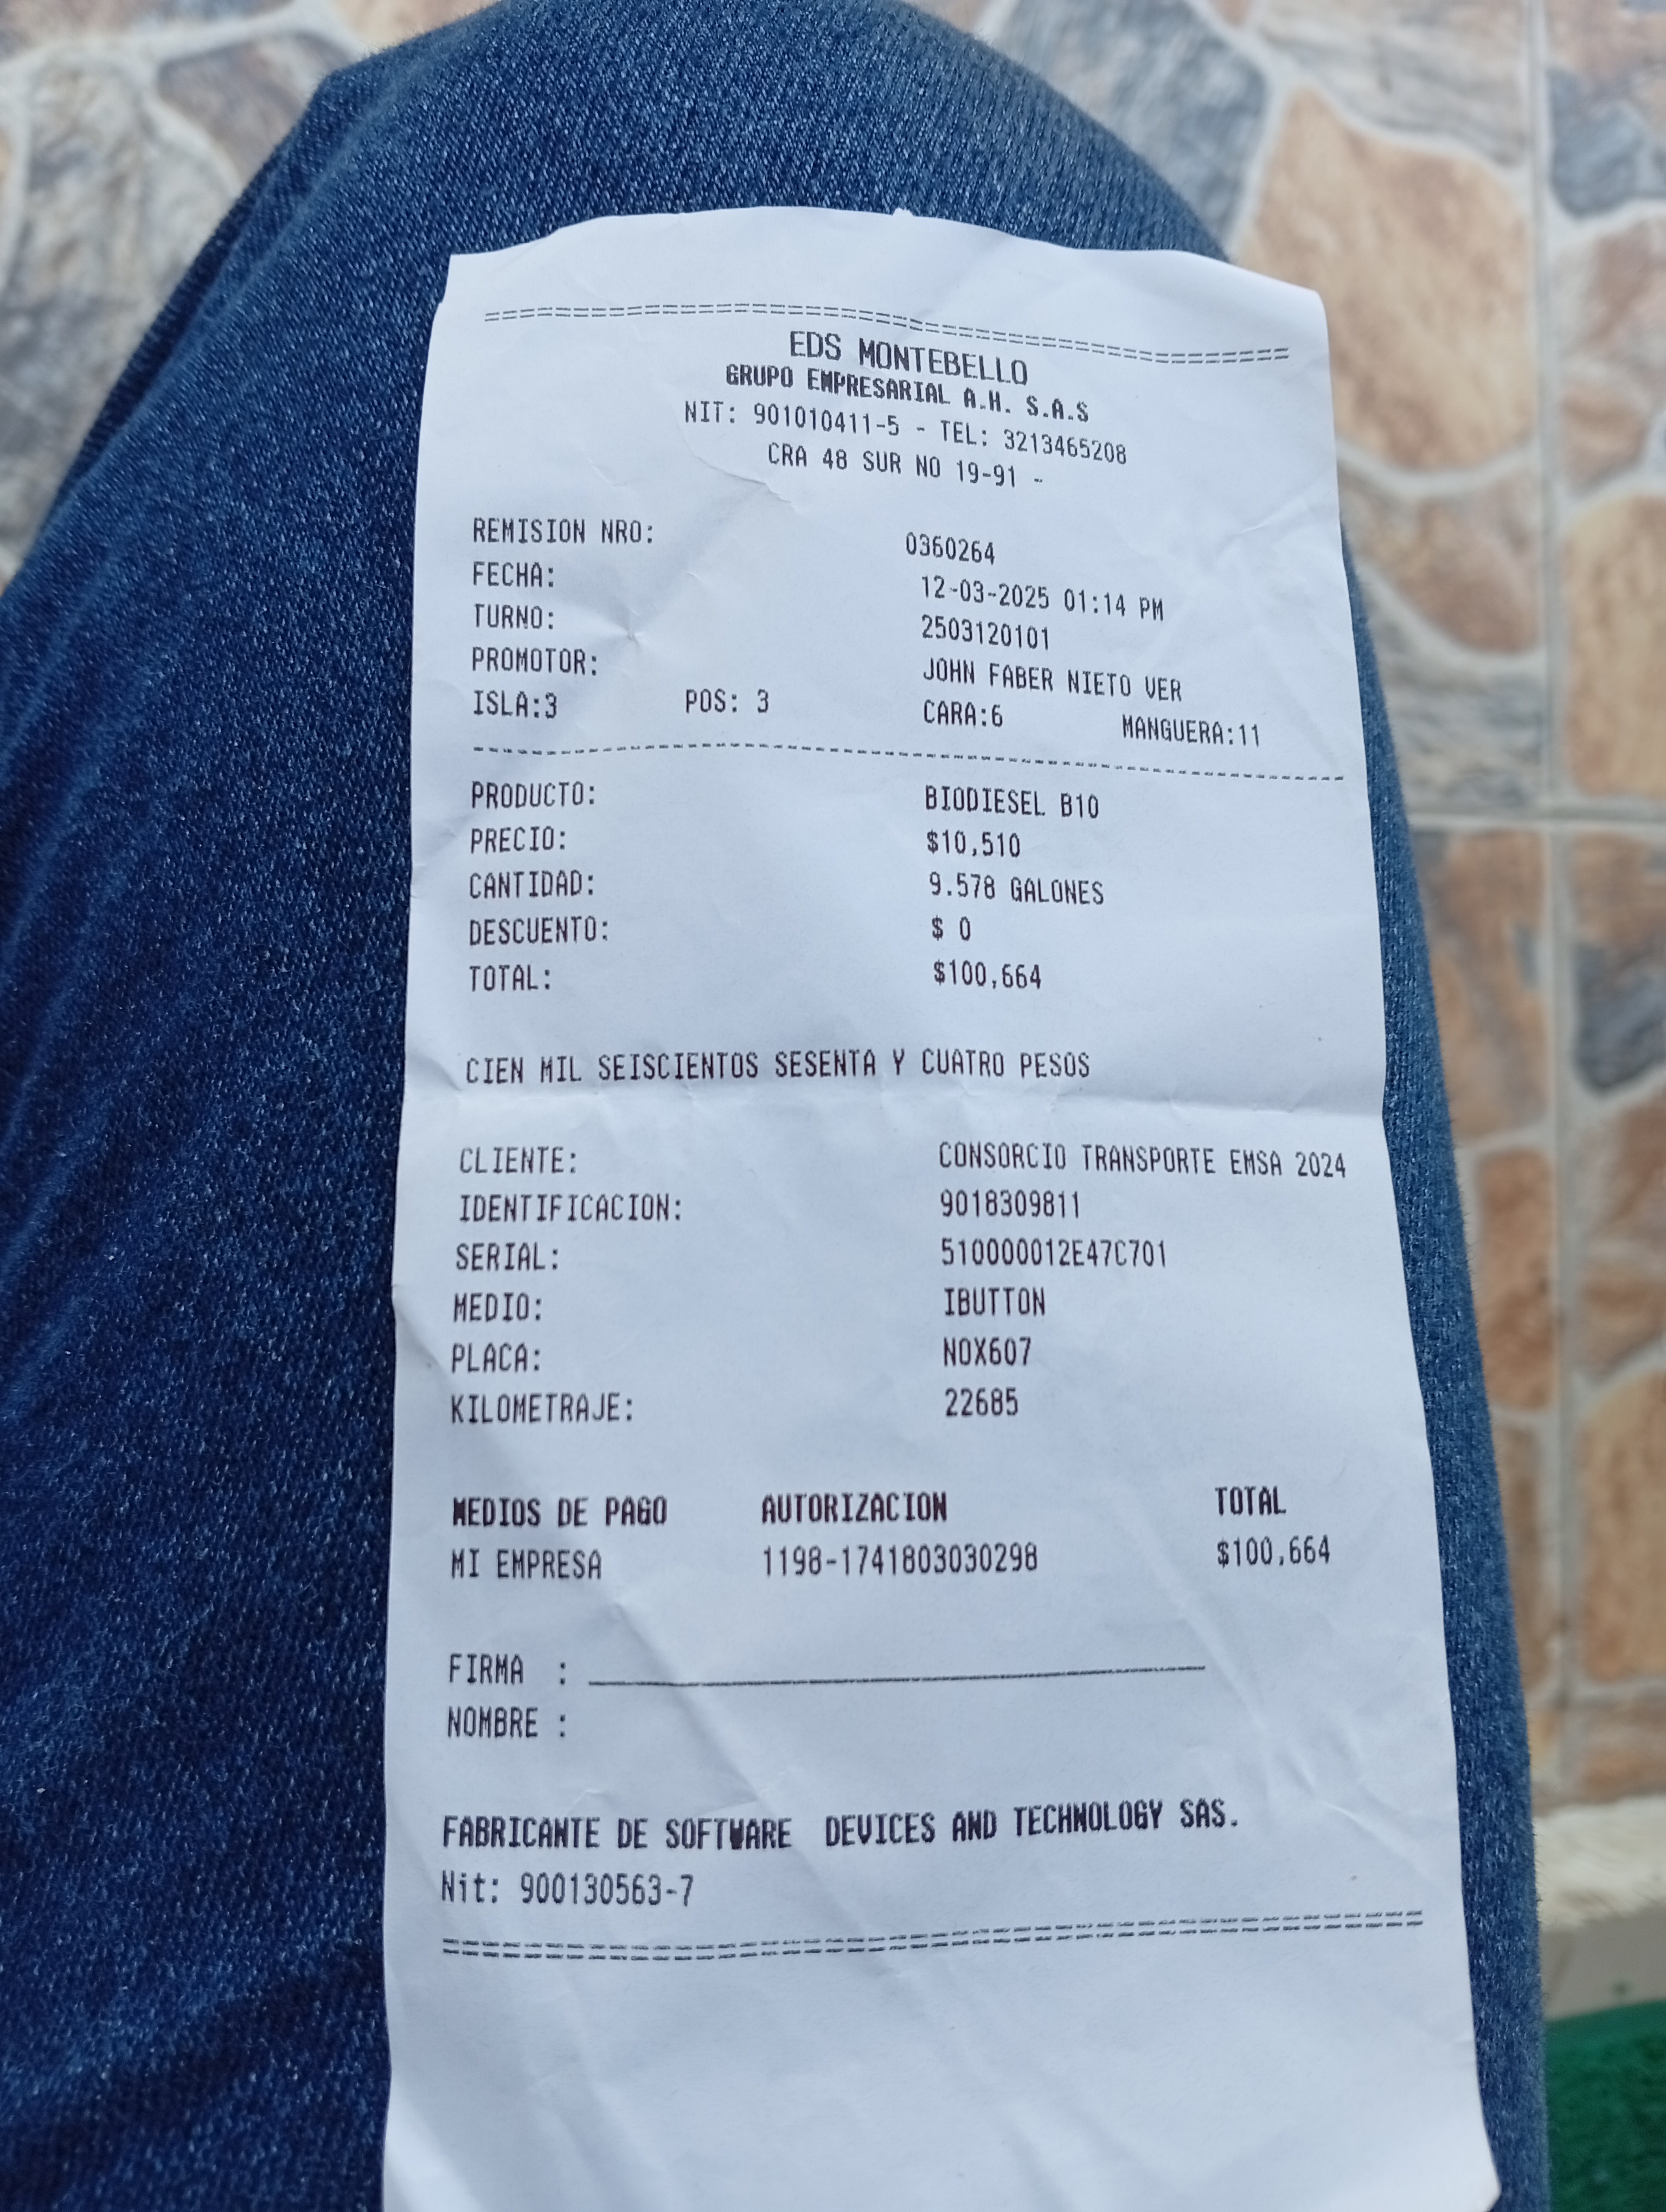 ================================================
EDS MONTEBELLO
GRUPO EMPRESARIAL A.H. S.A.S
NIT: 901010411-5 - TEL: 3213465208
CRA 48 SUR NO 19-91 -
REMISION NRO: 0360264
FECHA: 12-03-2025 01:14 PM
TURNO: 2503120101
PROMOTOR: JOHN FABER NIETO VER
ISLA:3 POS: 3 CARA:6 MANGUERA:11
------------------------------------------------
PRODUCTO: BIODIESEL B10
PRECIO: $10,510
CANTIDAD: 9.578 GALONES
DESCUENTO: $ 0
TOTAL: $100,664
CIEN MIL SEISCIENTOS SESENTA Y CUATRO PESOS
CLIENTE: CONSORCIO TRANSPORTE EMSA 2024
IDENTIFICACION: 9018309811
SERIAL: 510000012E47C701
MEDIO: IBUTTON
PLACA: NOX607
KILOMETRAJE: 22685
MEDIOS DE PAGO AUTORIZACION TOTAL
MI EMPRESA 1198-1741803030298 $100,664
FIRMA : ______________________________
NOMBRE :
FABRICANTE DE SOFTWARE DEVICES AND TECHNOLOGY SAS.
Nit: 900130563-7
================================================